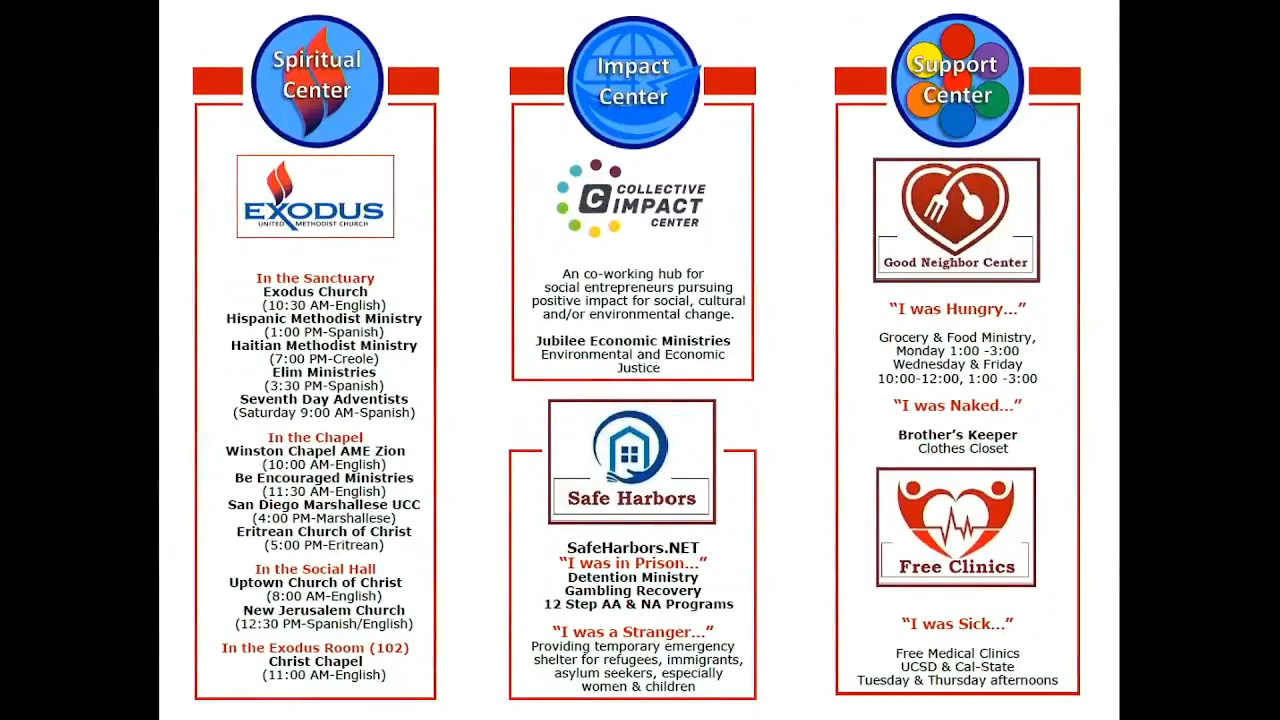 Spiritual
Center
EXODUS
UNITED METHODIST CHURCH
In the Sanctuary
Exodus Church
(10:30 AM-English)
Hispanic Methodist Ministry
(1:00 PM-Spanish)
Haitian Methodist Ministry
(7:00 PM-Creole)
Elim Ministries
(3:30 PM-Spanish)
Seventh Day Adventists
(Saturday 9:00 AM-Spanish)
In the Chapel
Winston Chapel AME Zion
(10:00 AM-English)
Be Encouraged Ministries
(11:30 AM-English)
San Diego Marshallese UCC
(4:00 PM-Marshallese)
Eritrean Church of Christ
(5:00 PM-Eritrean)
In the Social Hall
Uptown Church of Christ
(8:00 AM-English)
New Jerusalem Church
(12:30 PM-Spanish/English)
In the Exodus Room (102)
Christ Chapel
(11:00 AM-English)
Impact
Center
C COLLECTIVE
IMPACT
CENTER
An co-working hub for
social entrepreneurs pursuing
positive impact for social, cultural
and/or environmental change.
Jubilee Economic Ministries
Environmental and Economic
Justice
Safe Harbors
SafeHarbors.NET
“I was in Prison...”
Detention Ministry
Gambling Recovery
12 Step AA & NA Programs
“I was a Stranger...”
Providing temporary emergency
shelter for refugees, immigrants,
asylum seekers, especially
women & children
Support
Center
Good Neighbor Center
“I was Hungry...”
Grocery & Food Ministry,
Monday 1:00 -3:00
Wednesday & Friday
10:00-12:00, 1:00 -3:00
“I was Naked...”
Brother’s Keeper
Clothes Closet
Free Clinics
“I was Sick...”
Free Medical Clinics
UCSD & Cal-State
Tuesday & Thursday afternoons